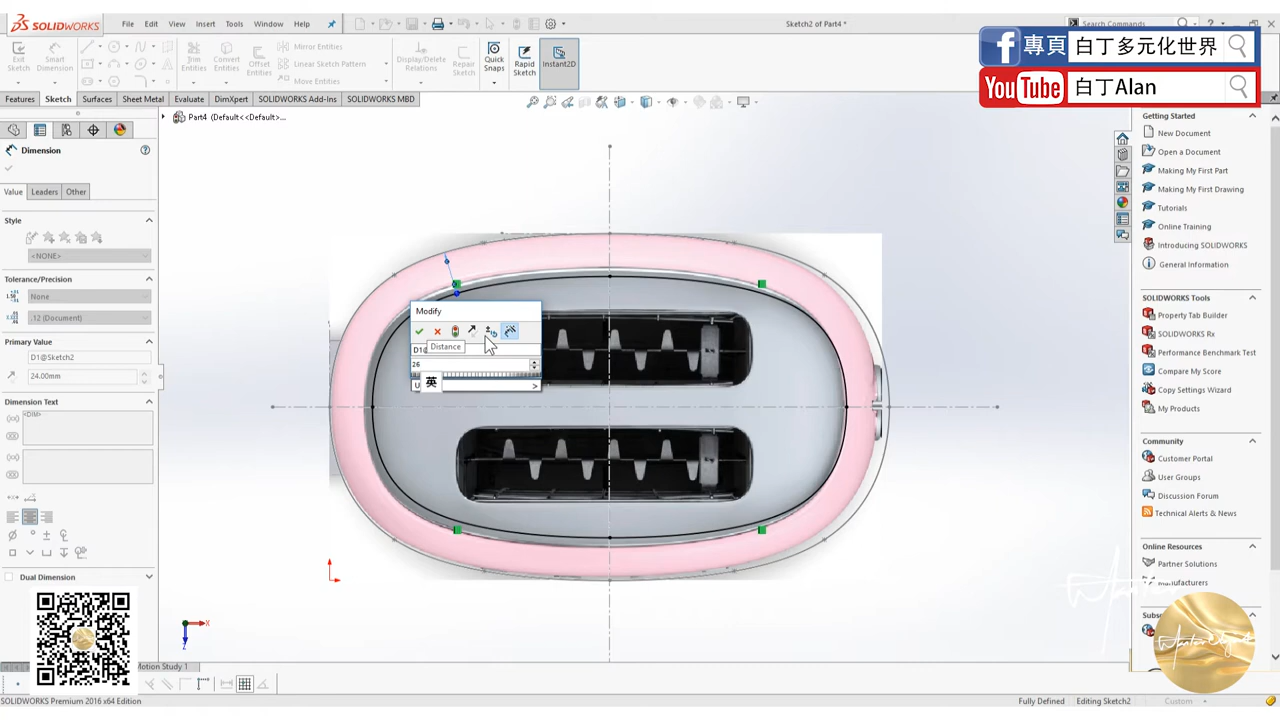 SOLIDWORKS File Edit View Insert Tools Window Help Sketch2 of Part4 * Search Commands
專頁 白丁多元化世界
YouTube 白丁Alan
Exit Sketch Smart Dimension Trim Entities Convert Entities Offset Entities Mirror Entities
Linear Sketch Pattern
Move Entities
Display/Delete Relations Repair Sketch Quick Snaps Rapid Sketch Instant2D
Features Sketch Surfaces Sheet Metal Evaluate DimXpert SOLIDWORKS Add-Ins SOLIDWORKS MBD
Part4 (Default<<Default>...
Dimension
Value Leaders Other
Style
<NONE>
Tolerance/Precision
None
.12 (Document)
Primary Value
D1@Sketch2
24.00mm
Dimension Text
<DIM>
Dual Dimension
Modify
Distance
26
英
Getting Started
New Document
Open a Document
Making My First Part
Making My First Drawing
Tutorials
Online Training
Introducing SOLIDWORKS
General Information
SOLIDWORKS Tools
Property Tab Builder
SOLIDWORKS Rx
Performance Benchmark Test
Compare My Score
Copy Settings Wizard
My Products
Community
Customer Portal
User Groups
Discussion Forum
Technical Alerts & News
Online Resources
Partner Solutions
Manufacturers
X
Z
Motion Study 1
SOLIDWORKS Premium 2016 x64 Edition Fully Defined Editing Sketch2 Custom